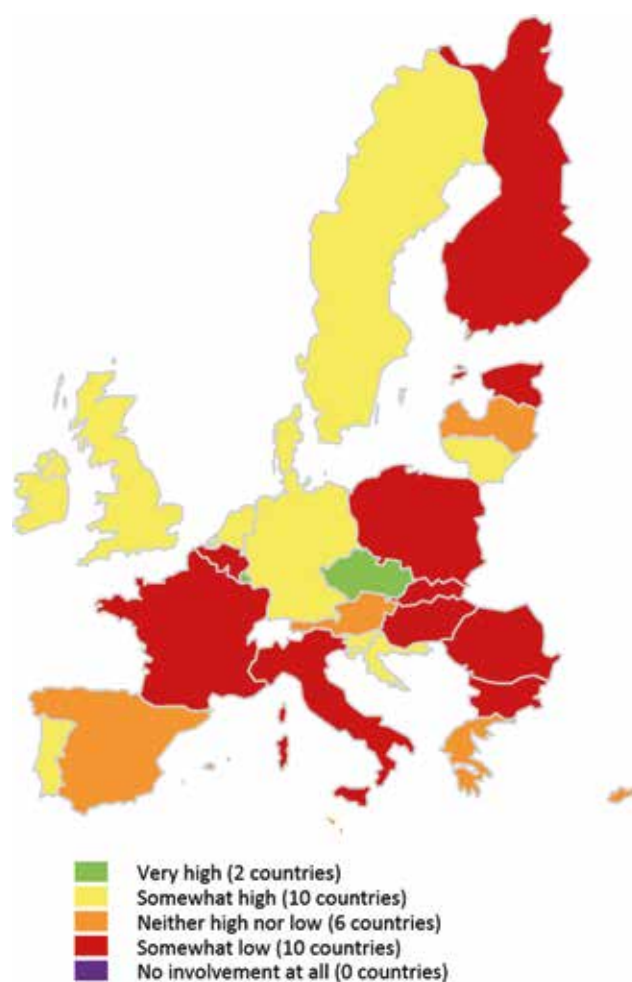 Very high (2 countries)
Somewhat high (10 countries)
Neither high nor low (6 countries)
Somewhat low (10 countries)
No involvement at all (0 countries)